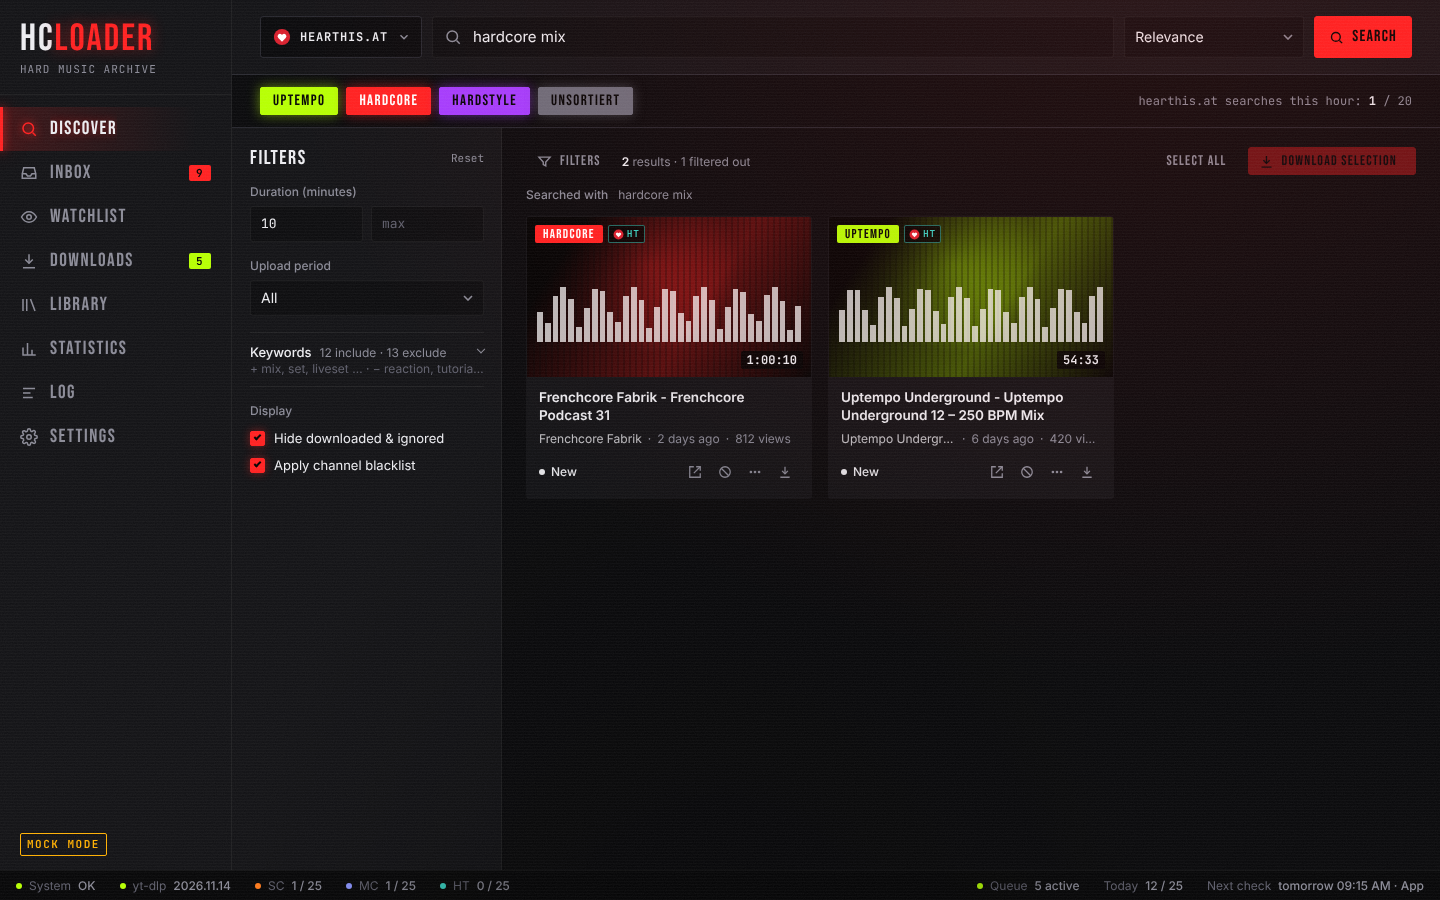 HCLOADER
HARD MUSIC ARCHIVE
DISCOVER
INBOX 9
WATCHLIST
DOWNLOADS 5
LIBRARY
STATISTICS
LOG
SETTINGS
MOCK MODE
HEARTHIS.AT
hardcore mix
Relevance
SEARCH
UPTEMPO HARDCORE HARDSTYLE UNSORTIERT
hearthis.at searches this hour: 1 / 20
FILTERS Reset
Duration (minutes)
10 max
Upload period
All
Keywords 12 include · 13 exclude
+ mix, set, liveset ... · – reaction, tutoria...
Display
Hide downloaded & ignored
Apply channel blacklist
FILTERS 2 results · 1 filtered out
SELECT ALL DOWNLOAD SELECTION
Searched with hardcore mix
HARDCORE HT
1:00:10
Frenchcore Fabrik - Frenchcore
Podcast 31
Frenchcore Fabrik · 2 days ago · 812 views
New
UPTEMPO HT
54:33
Uptempo Underground - Uptempo
Underground 12 – 250 BPM Mix
Uptempo Undergr... · 6 days ago · 420 vi...
New
System OK yt-dlp 2026.11.14 SC 1 / 25 MC 1 / 25 HT 0 / 25
Queue 5 active Today 12 / 25 Next check tomorrow 09:15 AM · App